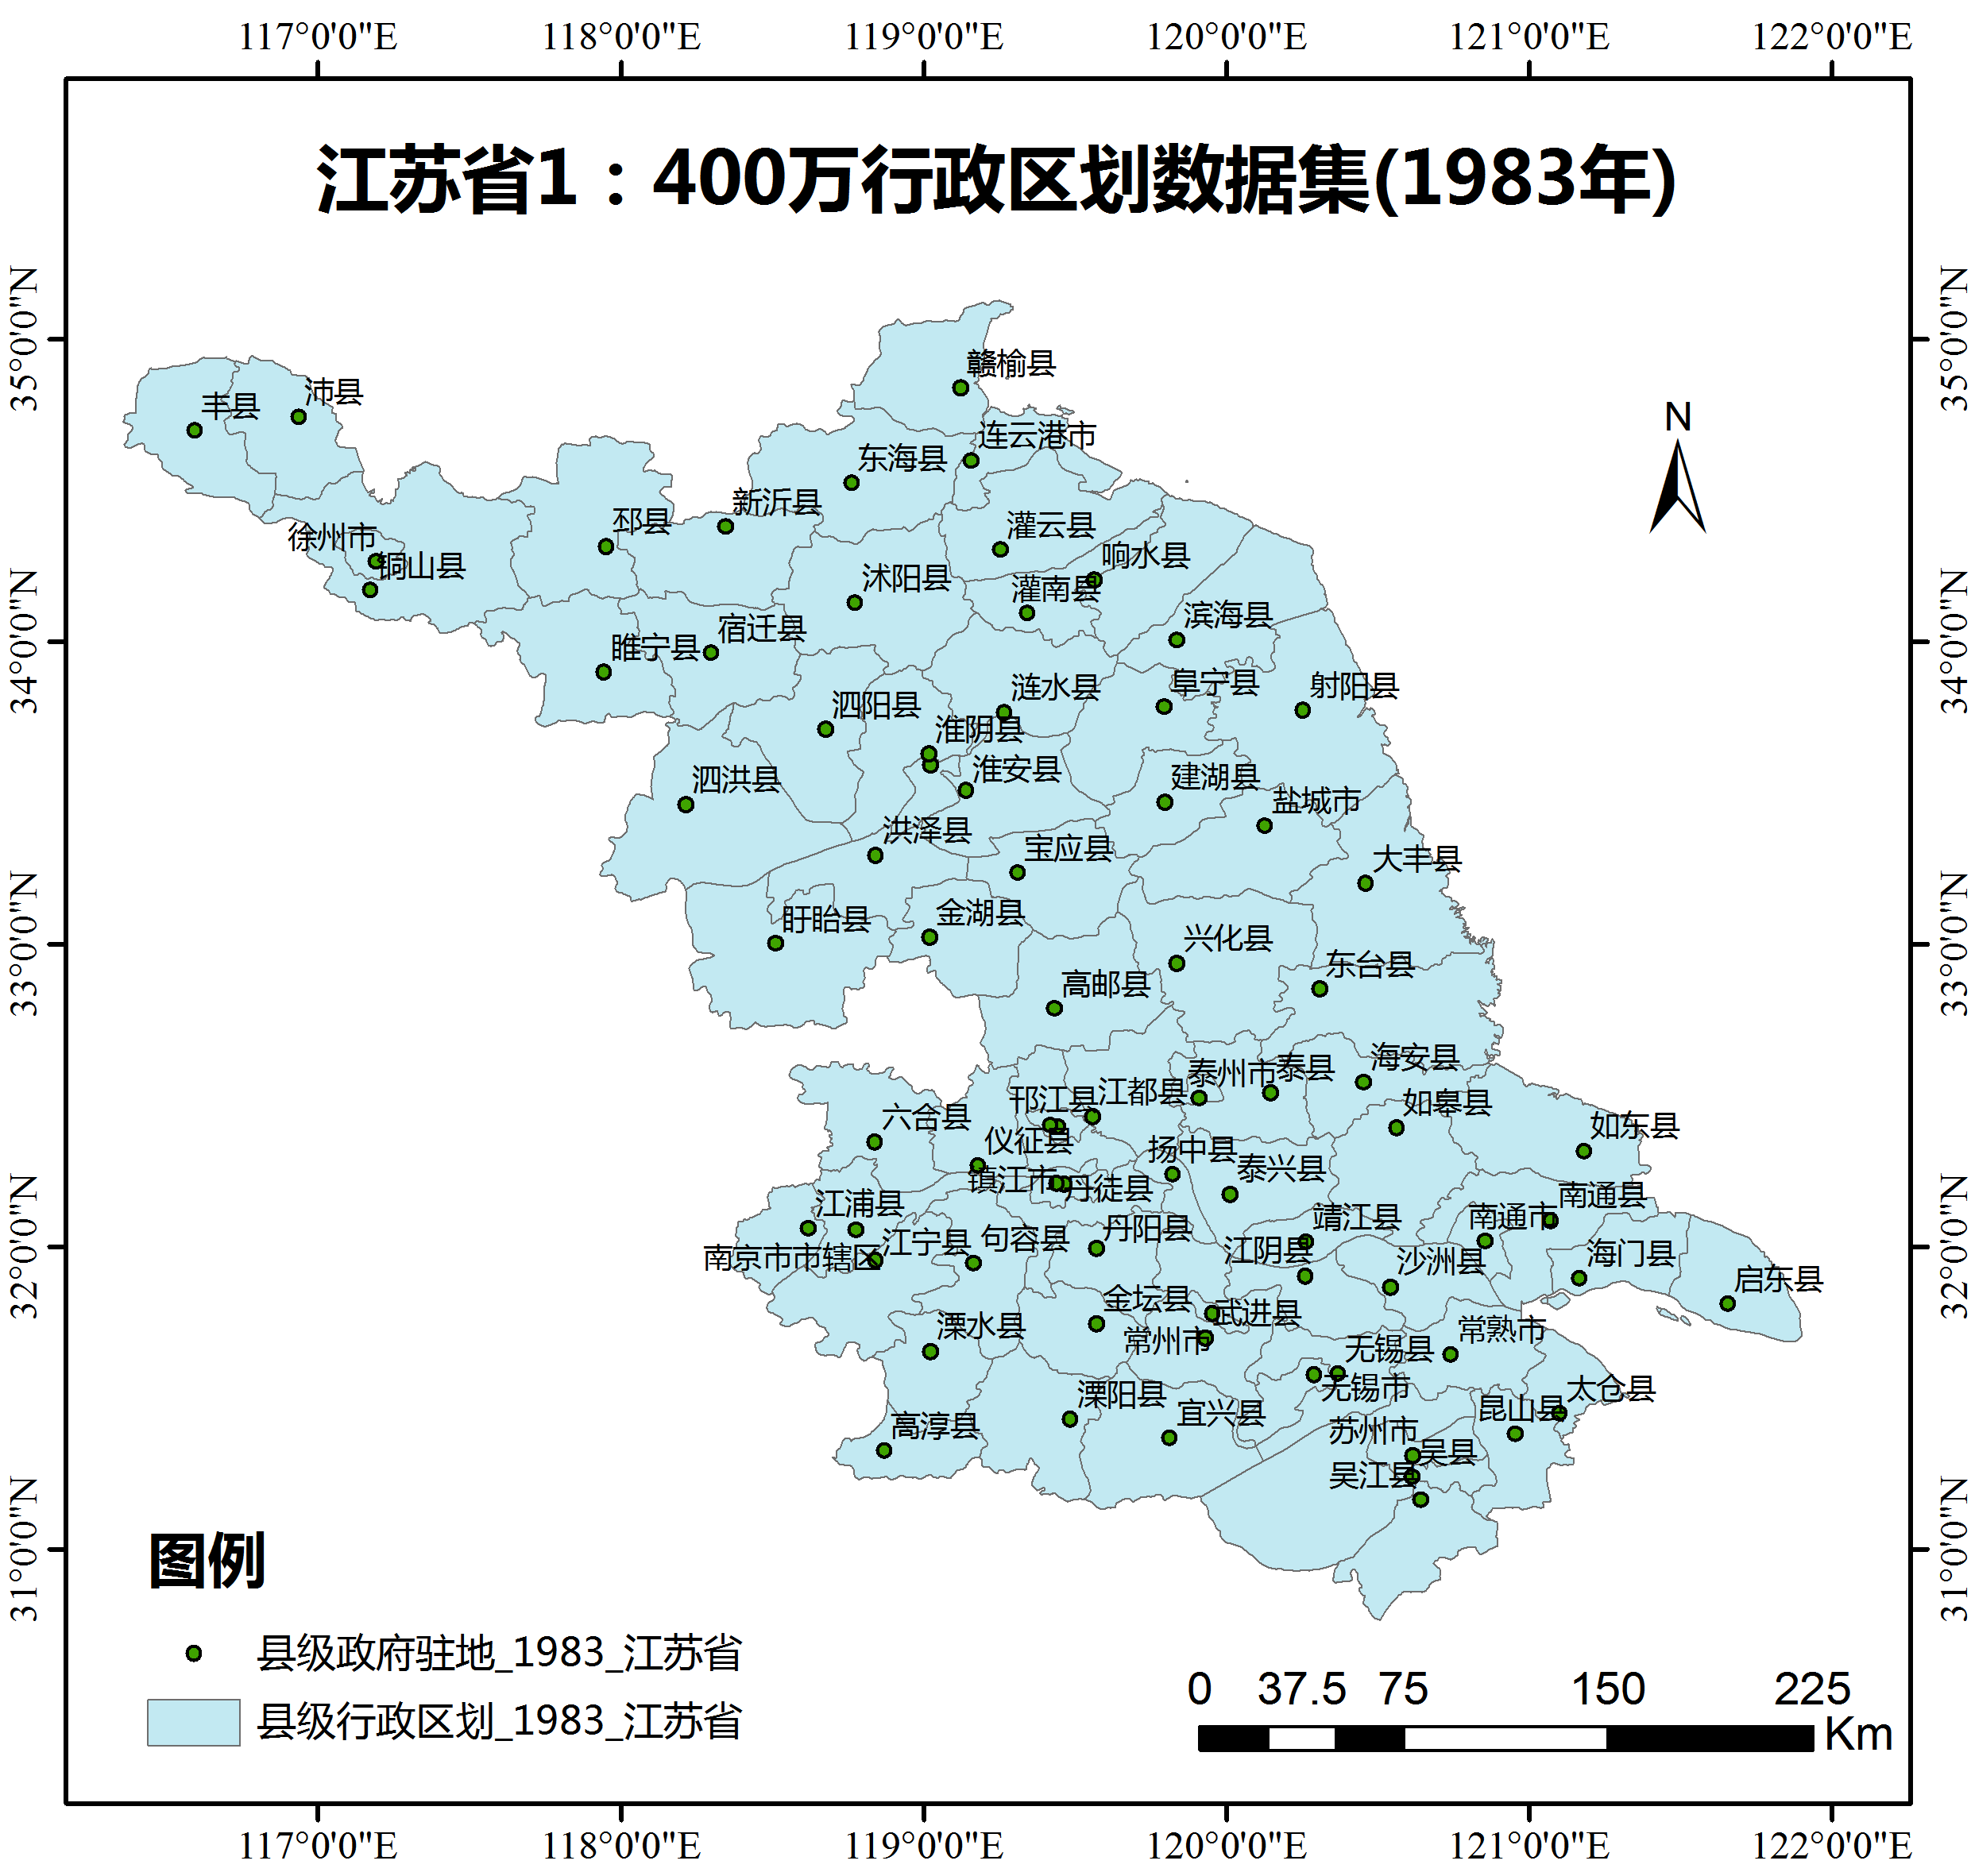 117°0'0"E 118°0'0"E 119°0'0"E 120°0'0"E 121°0'0"E 122°0'0"E
江苏省1：400万行政区划数据集(1983年)
35°0'0"N
34°0'0"N
33°0'0"N
32°0'0"N
31°0'0"N
35°0'0"N
34°0'0"N
33°0'0"N
32°0'0"N
31°0'0"N
N
赣榆县
沛县
丰县
连云港市
东海县
新沂县
邳县
灌云县
徐州市
响水县
铜山县
沭阳县
灌南县
滨海县
宿迁县
睢宁县
阜宁县
射阳县
涟水县
泗阳县
淮阴县
淮安县
建湖县
泗洪县
盐城市
洪泽县
宝应县
大丰县
金湖县
盱眙县
兴化县
东台县
高邮县
海安县
泰县
泰州市
江都县
邗江县
如皋县
六合县
如东县
仪征县
扬中县
泰兴县
镇江市
丹徒县
南通县
江浦县
南通市
靖江县
丹阳县
句容县
江宁县
江阴县
海门县
南京市市辖区
沙洲县
启东县
金坛县
武进县
溧水县
常熟市
常州市
无锡县
无锡市
太仓县
溧阳县
宜兴县
昆山县
高淳县
苏州市
吴县
吴江县
图例
县级政府驻地_1983_江苏省
县级行政区划_1983_江苏省
0 37.5 75 150 225
Km
117°0'0"E 118°0'0"E 119°0'0"E 120°0'0"E 121°0'0"E 122°0'0"E